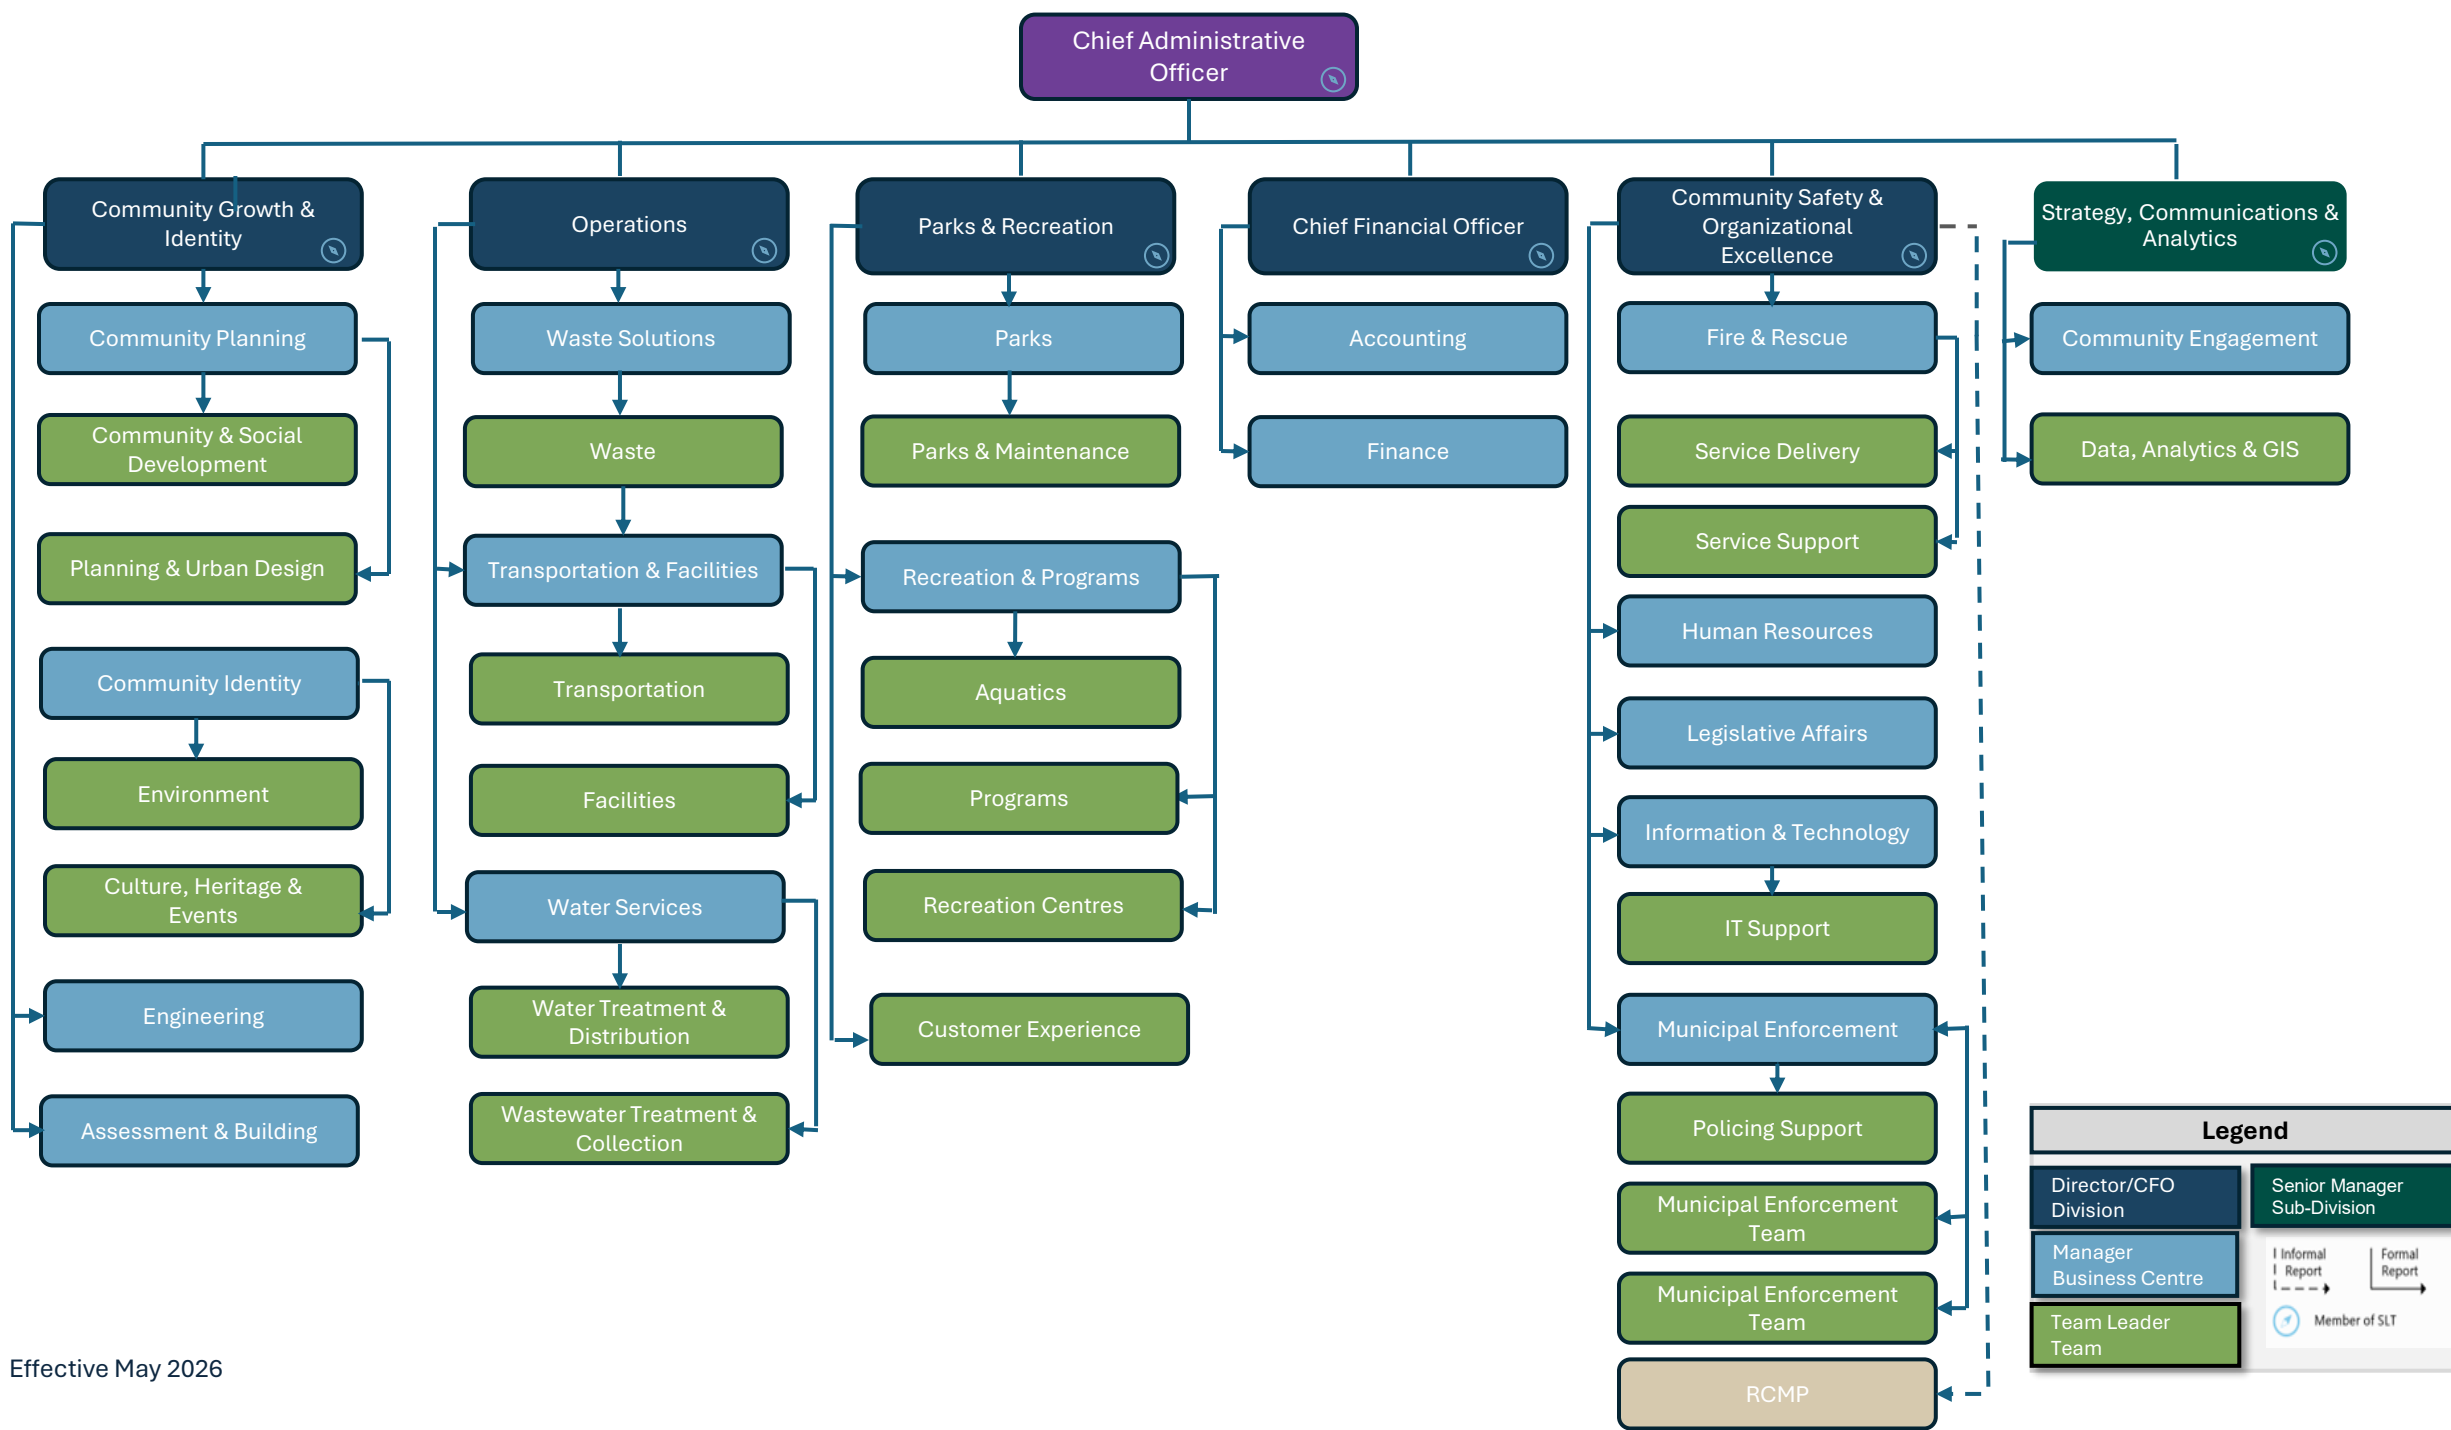 Chief Administrative
Officer
Community Growth &
Identity
Operations
Parks & Recreation
Chief Financial Officer
Community Safety &
Organizational
Excellence
Strategy, Communications &
Analytics
Community Planning
Waste Solutions
Parks
Accounting
Fire & Rescue
Community Engagement
Community & Social
Development
Waste
Parks & Maintenance
Finance
Service Delivery
Data, Analytics & GIS
Service Support
Planning & Urban Design
Transportation & Facilities
Recreation & Programs
Human Resources
Community Identity
Transportation
Aquatics
Legislative Affairs
Environment
Facilities
Programs
Information & Technology
Culture, Heritage &
Events
Water Services
Recreation Centres
IT Support
Engineering
Water Treatment &
Distribution
Customer Experience
Municipal Enforcement
Assessment & Building
Wastewater Treatment &
Collection
Policing Support
Municipal Enforcement
Team
Municipal Enforcement
Team
RCMP
Legend
Director/CFO
Division
Senior Manager
Sub-Division
Manager
Business Centre
Informal
Report
Formal
Report
Team Leader
Team
Member of SLT
Effective May 2026